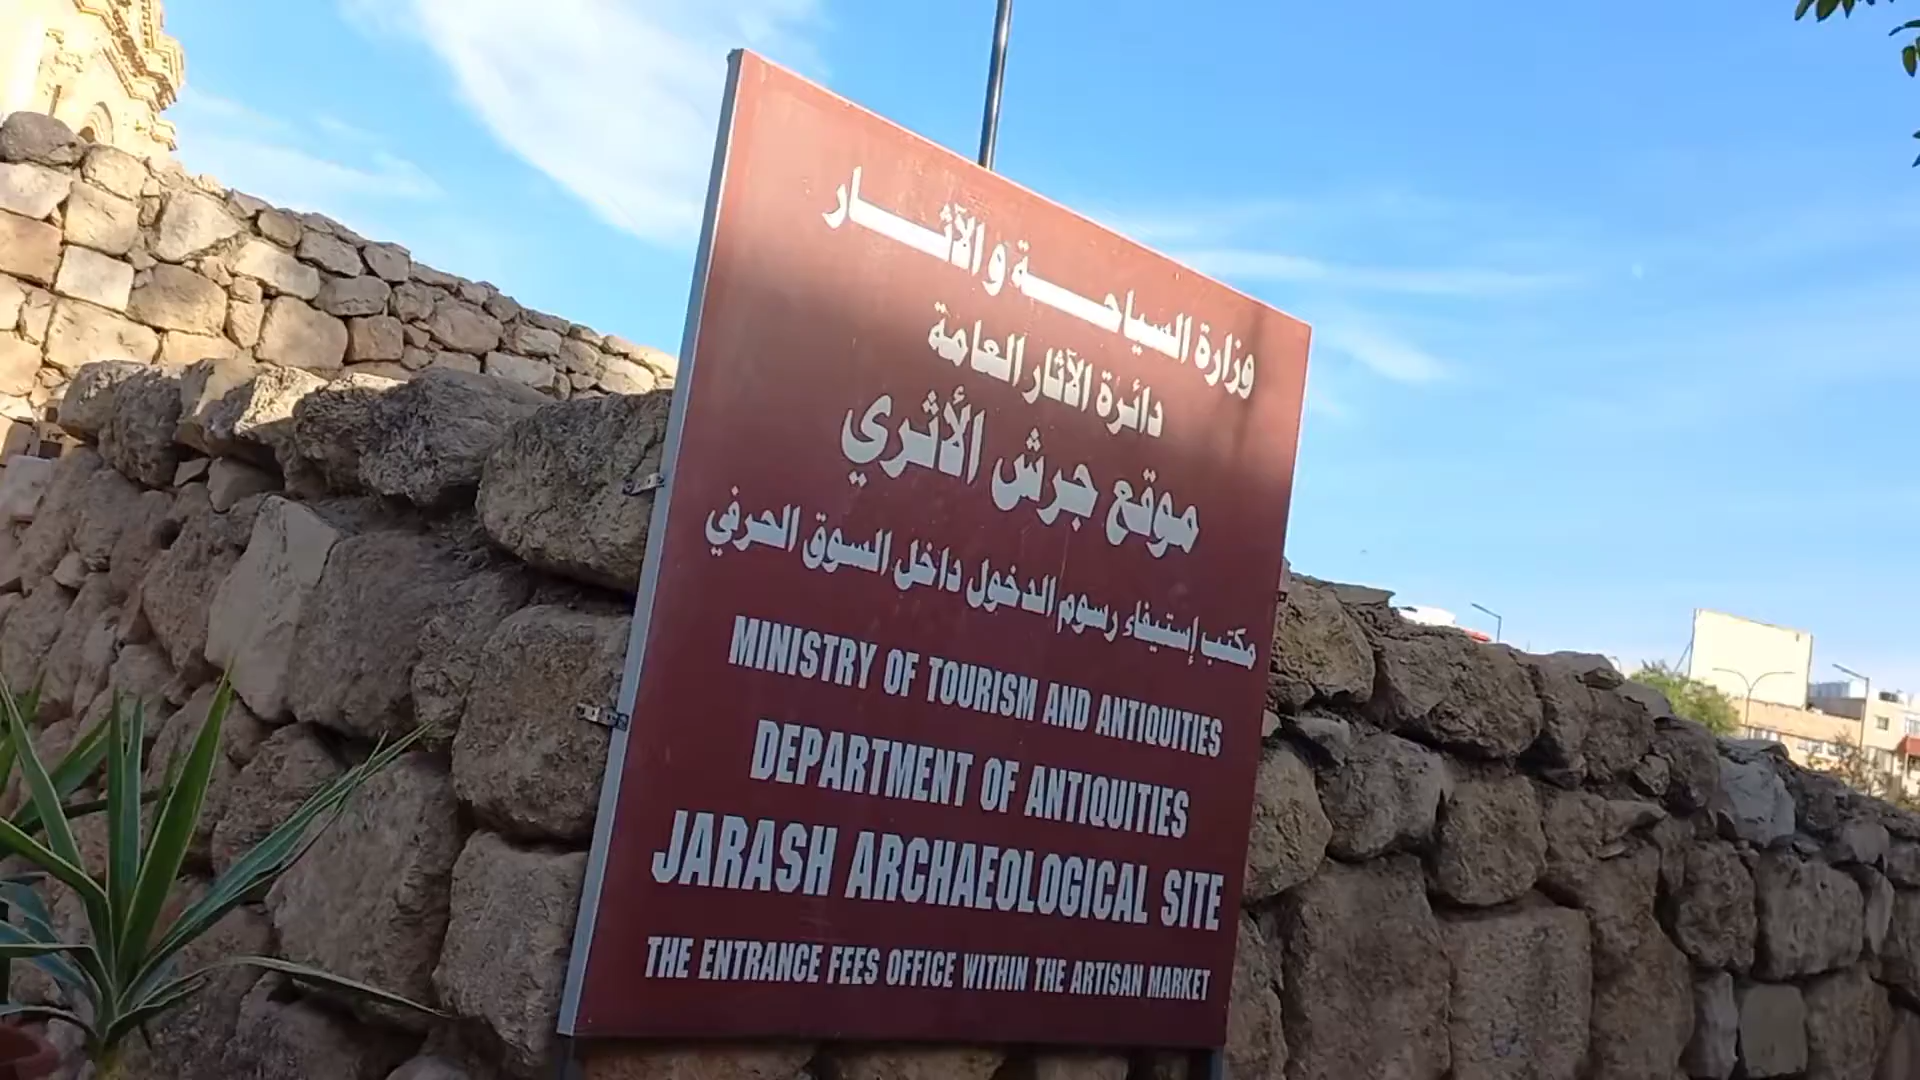 وزارة السياحة و الآثار
دائرة الآثار العامة
موقع جرش الأثري
مكتب إستيفاء رسوم الدخول داخل السوق الحرفي
MINISTRY OF TOURISM AND ANTIQUITIES
DEPARTMENT OF ANTIQUITIES
JARASH ARCHAEOLOGICAL SITE
THE ENTRANCE FEES OFFICE WITHIN THE ARTISAN MARKET